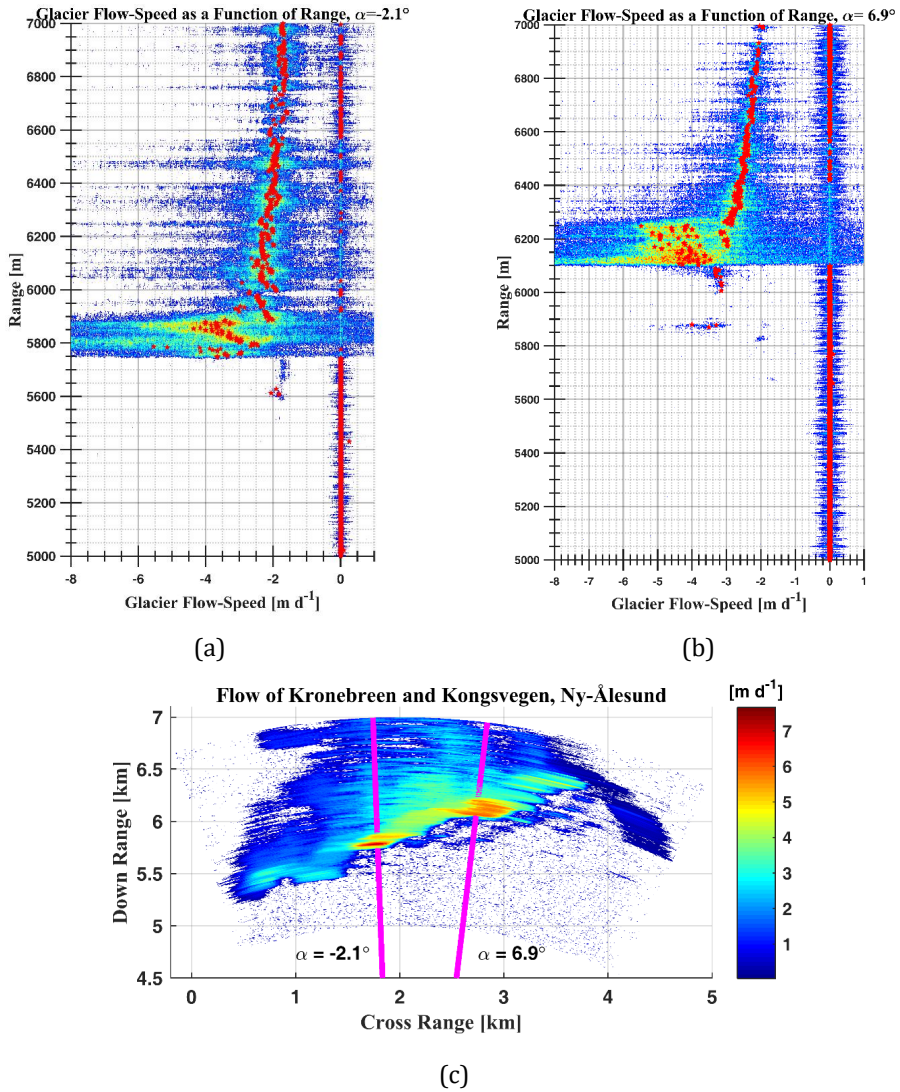 Glacier Flow-Speed as a Function of Range, α=-2.1°
7000
6800
6600
6400
6200
6000
5800
5600
5400
5200
5000
Range [m]
-8 -6 -4 -2 0
Glacier Flow-Speed [m d⁻¹]
(a)
Glacier Flow-Speed as a Function of Range, α= 6.9°
7000
6800
6600
6400
6200
6000
5800
5600
5400
5200
5000
Range [m]
-8 -7 -6 -5 -4 -3 -2 -1 0 1
Glacier Flow-Speed [m d⁻¹]
(b)
Flow of Kronebreen and Kongsvegen, Ny-Ålesund
[m d⁻¹]
7
6.5
6
5.5
5
4.5
Down Range [km]
α = -2.1°
α = 6.9°
0 1 2 3 4 5
Cross Range [km]
7
6
5
4
3
2
1
(c)